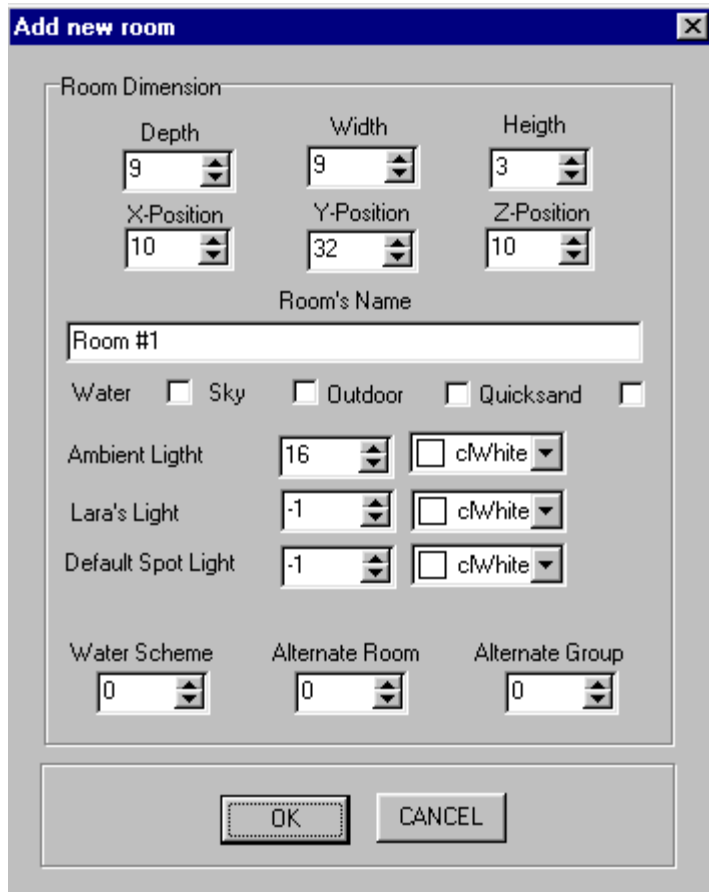 Add new room
Room Dimension
Depth Width Heigth
9 9 3
X-Position Y-Position Z-Position
10 32 10
Room's Name
Room #1
Water Sky Outdoor Quicksand
Ambient Ligtht 16 clWhite
Lara's Light -1 clWhite
Default Spot Light -1 clWhite
Water Scheme Alternate Room Alternate Group
0 0 0
OK CANCEL